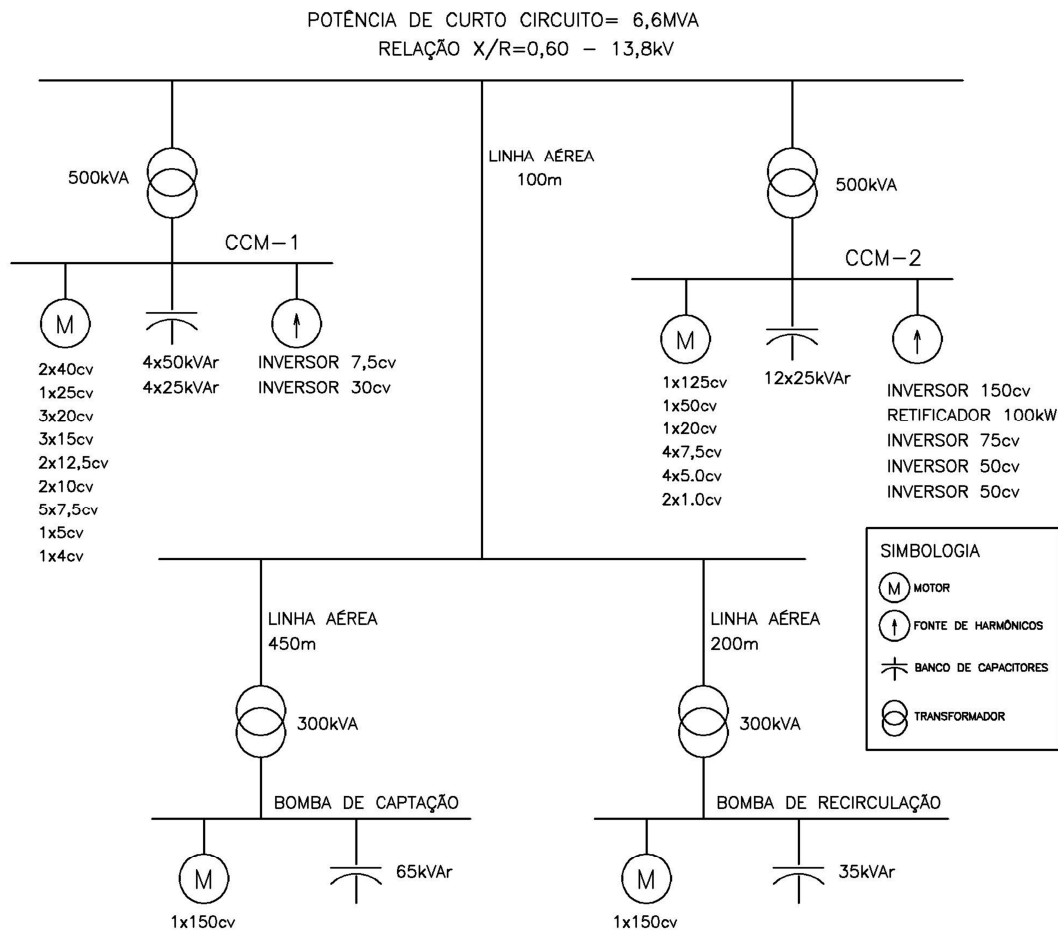 POTÊNCIA DE CURTO CIRCUITO= 6,6MVA
RELAÇÃO X/R=0,60 – 13,8kV
500kVA
LINHA AÉREA
100m
500kVA
CCM–1
M
4x50kVAr
4x25kVAr
INVERSOR 7,5cv
INVERSOR 30cv
2x40cv
1x25cv
3x20cv
3x15cv
2x12,5cv
2x10cv
5x7,5cv
1x5cv
1x4cv
CCM–2
M
12x25kVAr
1x125cv
1x50cv
1x20cv
4x7,5cv
4x5.0cv
2x1.0cv
INVERSOR 150cv
RETIFICADOR 100kW
INVERSOR 75cv
INVERSOR 50cv
INVERSOR 50cv
SIMBOLOGIA
M MOTOR
FONTE DE HARMÔNICOS
BANCO DE CAPACITORES
TRANSFORMADOR
LINHA AÉREA
450m
300kVA
BOMBA DE CAPTAÇÃO
M
65kVAr
1x150cv
LINHA AÉREA
200m
300kVA
BOMBA DE RECIRCULAÇÃO
M
35kVAr
1x150cv